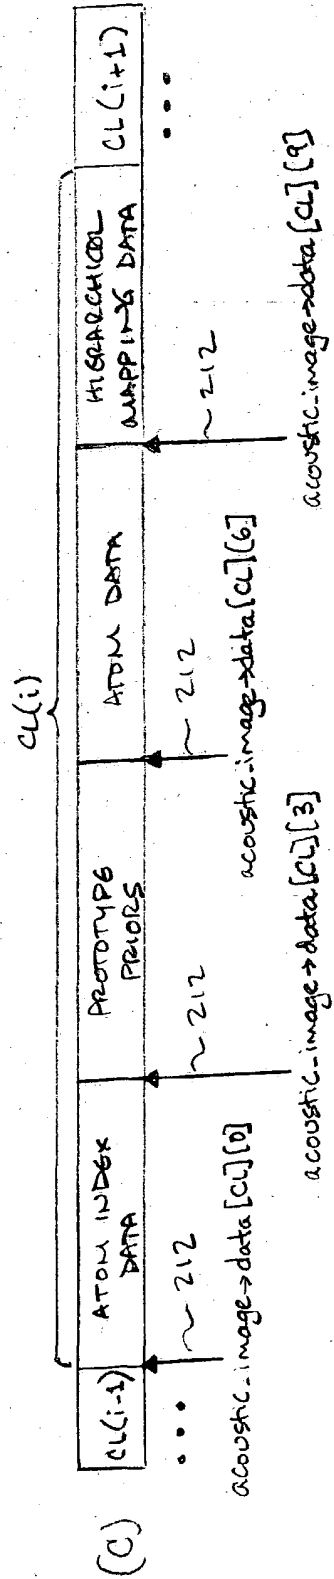 (C)
CL(i)
CL(i-1)
ATOM INDEX
DATA
PROTOTYPE
PRIORS
ATOM DATA
HIERARCHICAL
MAPPING DATA
CL(i+1)
•••
~ 212
~ 212
~ 212
~ 212
•••
acoustic_image→data[CL][0]
acoustic_image→data[CL][3]
acoustic_image→data[CL][6]
acoustic_image→data[CL][9]